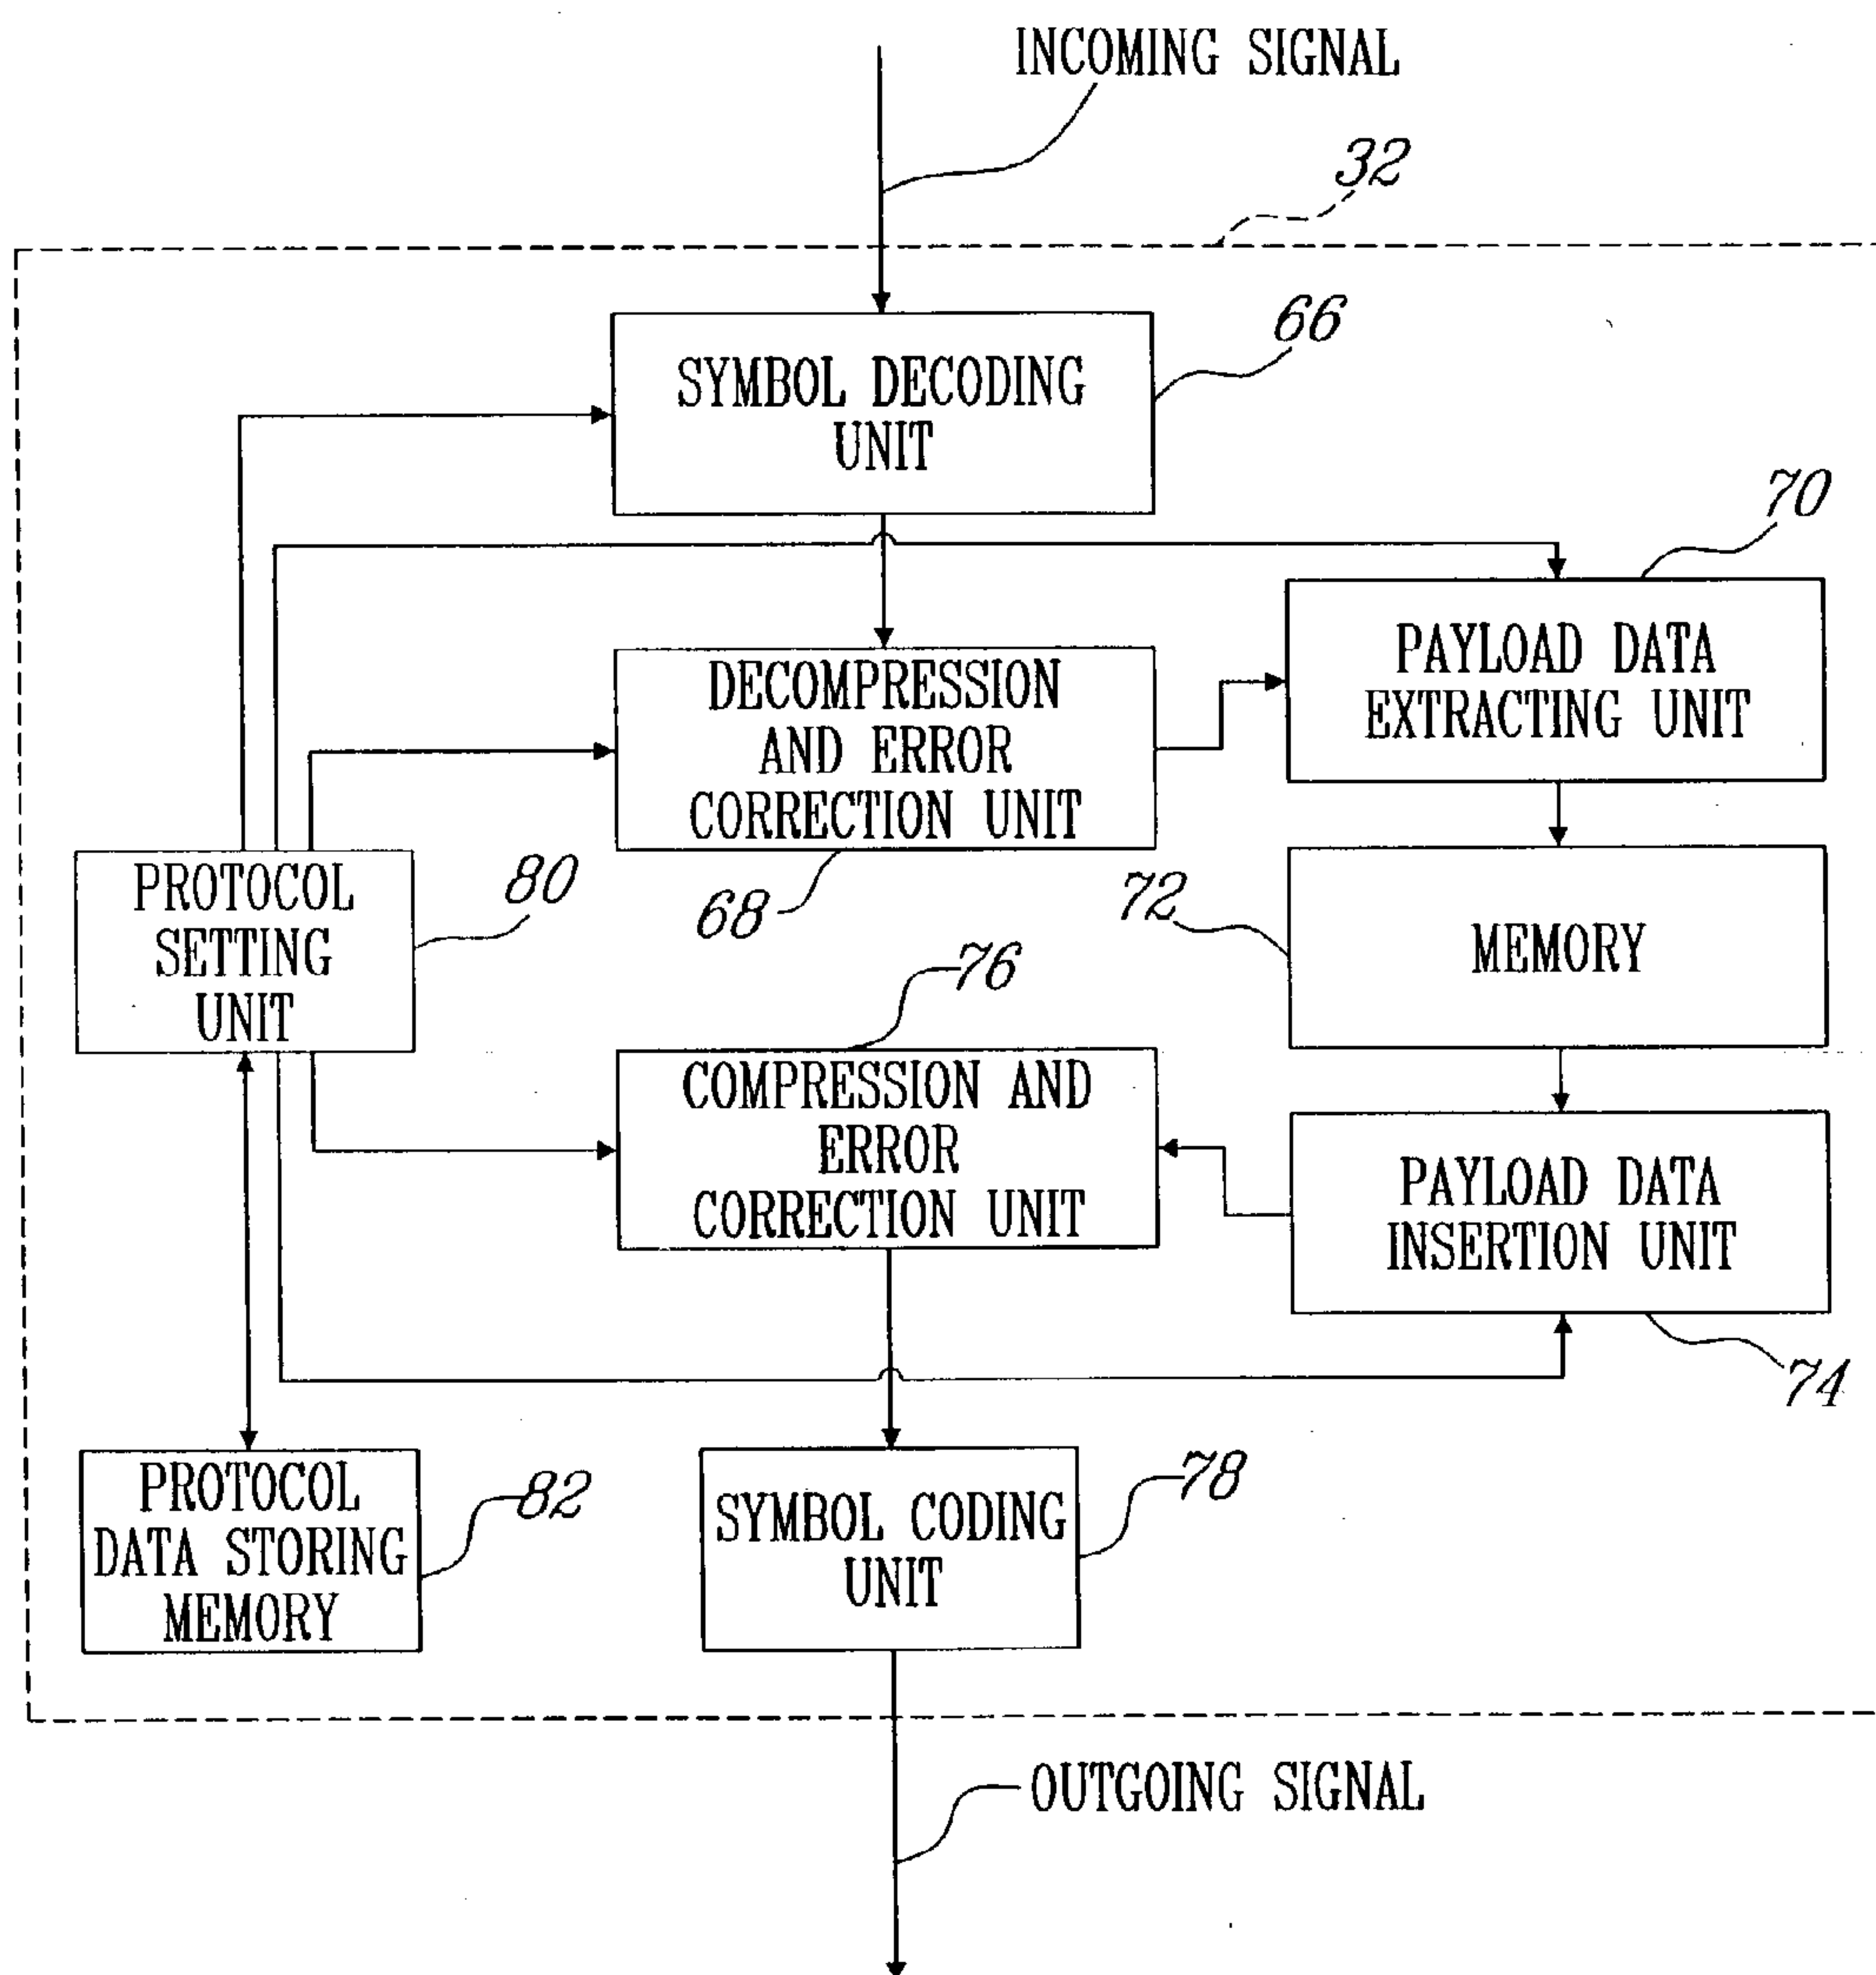 INCOMING SIGNAL
32
66
SYMBOL DECODING
UNIT
70
PAYLOAD DATA
EXTRACTING UNIT
DECOMPRESSION
AND ERROR
CORRECTION UNIT
68
PROTOCOL
SETTING
UNIT
80
72
MEMORY
76
COMPRESSION AND
ERROR
CORRECTION UNIT
PAYLOAD DATA
INSERTION UNIT
74
PROTOCOL
DATA STORING
MEMORY
82
SYMBOL CODING
UNIT
78
OUTGOING SIGNAL